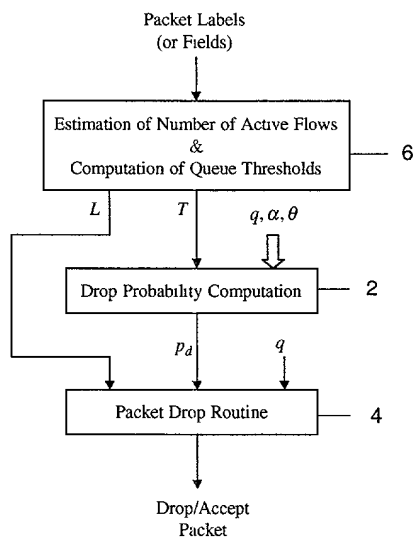 Packet Labels
(or Fields)
Estimation of Number of Active Flows
&
Computation of Queue Thresholds
6
L
T
q, α, θ
Drop Probability Computation
2
p_d
q
Packet Drop Routine
4
Drop/Accept
Packet